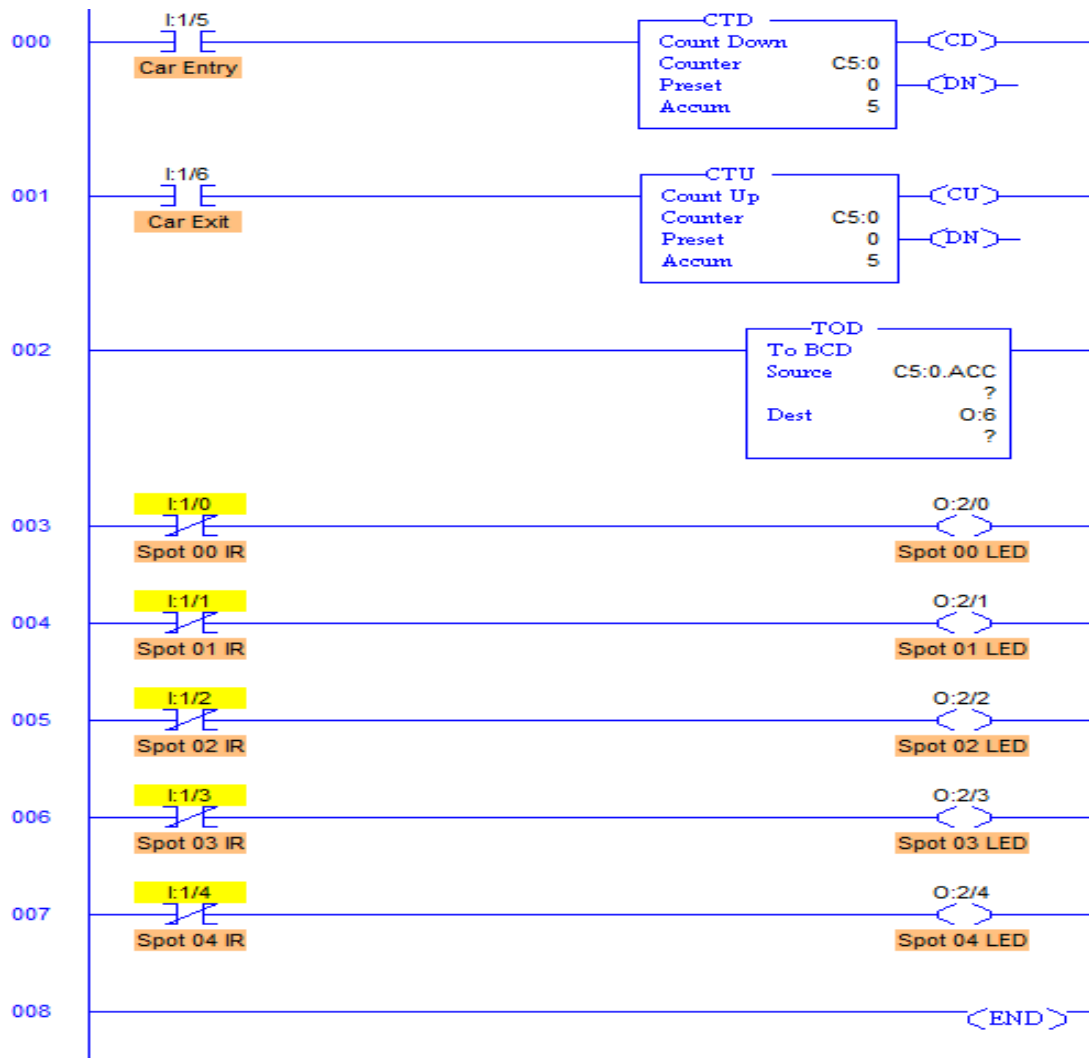 000
I:1/5
Car Entry
CTD
Count Down
Counter C5:0
Preset 0
Accum 5
CD
DN
001
I:1/6
Car Exit
CTU
Count Up
Counter C5:0
Preset 0
Accum 5
CU
DN
002
TOD
To BCD
Source C5:0.ACC
?
Dest O:6
?
003
I:1/0
Spot 00 IR
O:2/0
Spot 00 LED
004
I:1/1
Spot 01 IR
O:2/1
Spot 01 LED
005
I:1/2
Spot 02 IR
O:2/2
Spot 02 LED
006
I:1/3
Spot 03 IR
O:2/3
Spot 03 LED
007
I:1/4
Spot 04 IR
O:2/4
Spot 04 LED
008
END